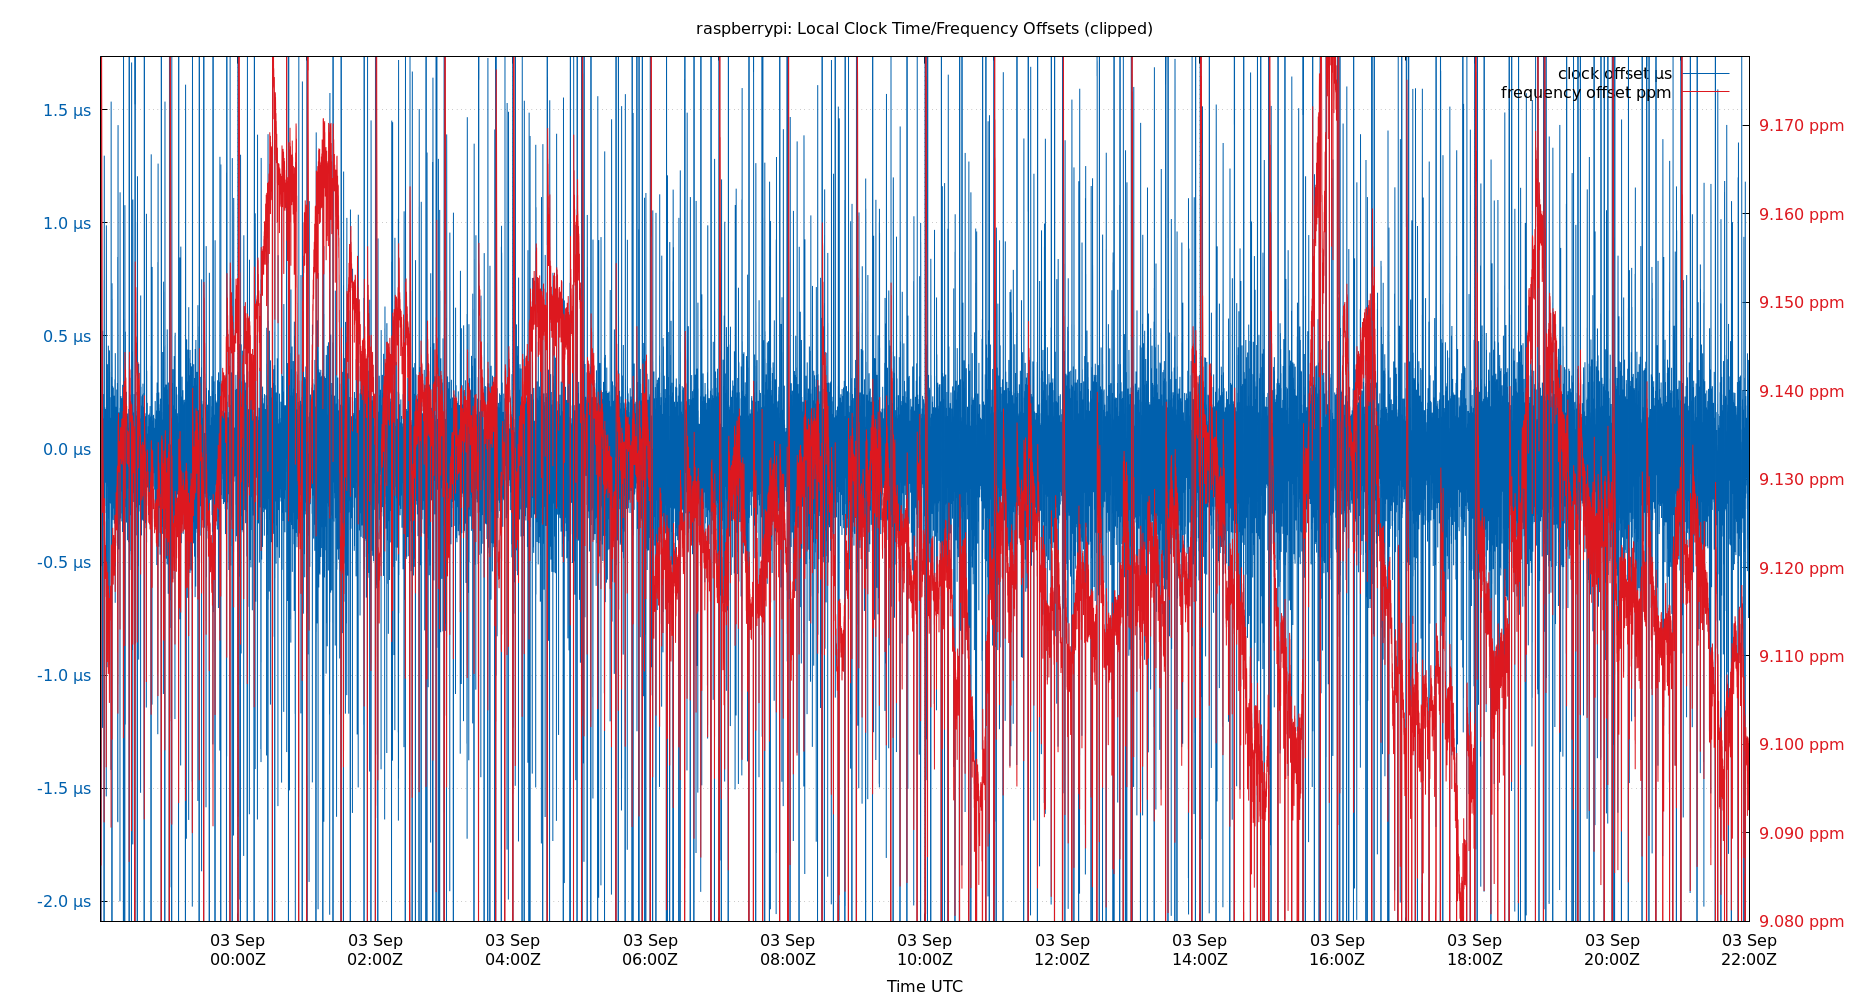 raspberrypi: Local Clock Time/Frequency Offsets (clipped)
clock offset µs
frequency offset ppm
1.5 µs
1.0 µs
0.5 µs
0.0 µs
-0.5 µs
-1.0 µs
-1.5 µs
-2.0 µs
9.170 ppm
9.160 ppm
9.150 ppm
9.140 ppm
9.130 ppm
9.120 ppm
9.110 ppm
9.100 ppm
9.090 ppm
9.080 ppm
03 Sep 03 Sep 03 Sep 03 Sep 03 Sep 03 Sep 03 Sep 03 Sep 03 Sep 03 Sep 03 Sep 03 Sep
00:00Z 02:00Z 04:00Z 06:00Z 08:00Z 10:00Z 12:00Z 14:00Z 16:00Z 18:00Z 20:00Z 22:00Z
Time UTC